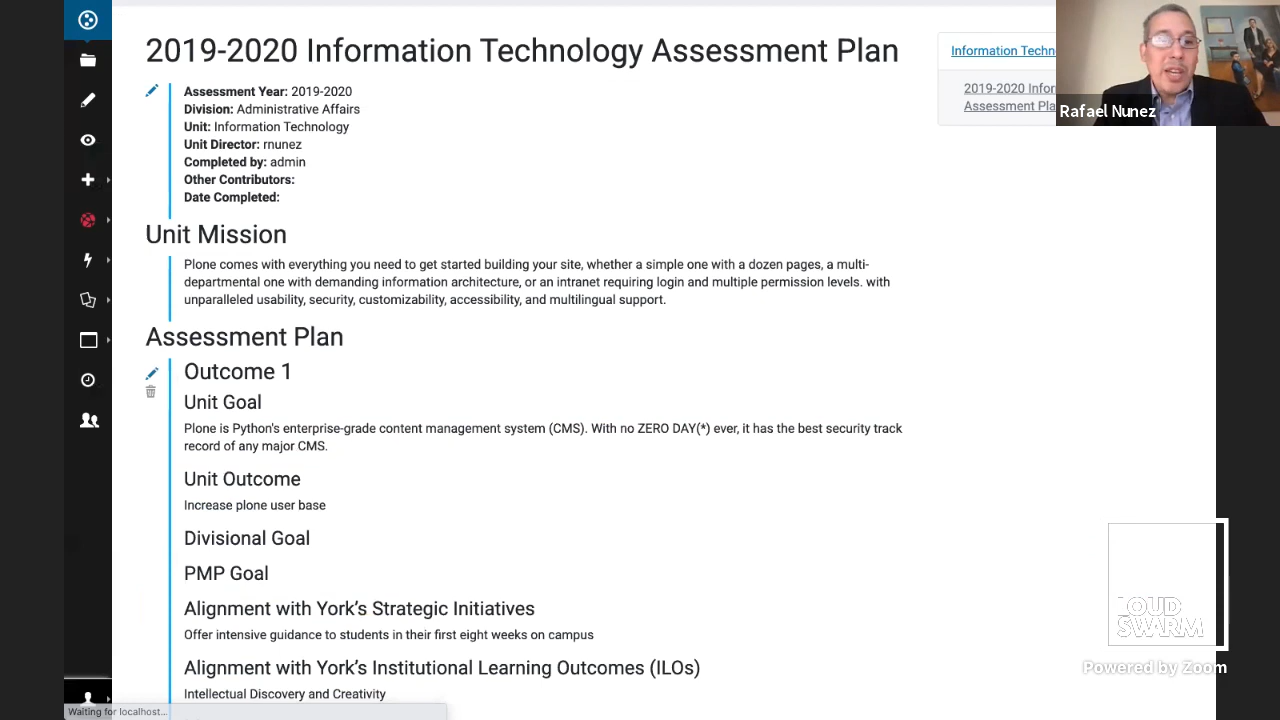 2019-2020 Information Technology Assessment Plan
Assessment Year: 2019-2020
Division: Administrative Affairs
Unit: Information Technology
Unit Director: rnunez
Completed by: admin
Other Contributors:
Date Completed:
Unit Mission
Plone comes with everything you need to get started building your site, whether a simple one with a dozen pages, a multi-
departmental one with demanding information architecture, or an intranet requiring login and multiple permission levels. with
unparalleled usability, security, customizability, accessibility, and multilingual support.
Assessment Plan
Outcome 1
Unit Goal
Plone is Python's enterprise-grade content management system (CMS). With no ZERO DAY(*) ever, it has the best security track
record of any major CMS.
Unit Outcome
Increase plone user base
Divisional Goal
PMP Goal
Alignment with York’s Strategic Initiatives
Offer intensive guidance to students in their first eight weeks on campus
Alignment with York’s Institutional Learning Outcomes (ILOs)
Intellectual Discovery and Creativity
Waiting for localhost...
Information Techn
2019-2020 Infor
Assessment Pla
Rafael Nunez
LOUD
SWARM
Powered by Zoom